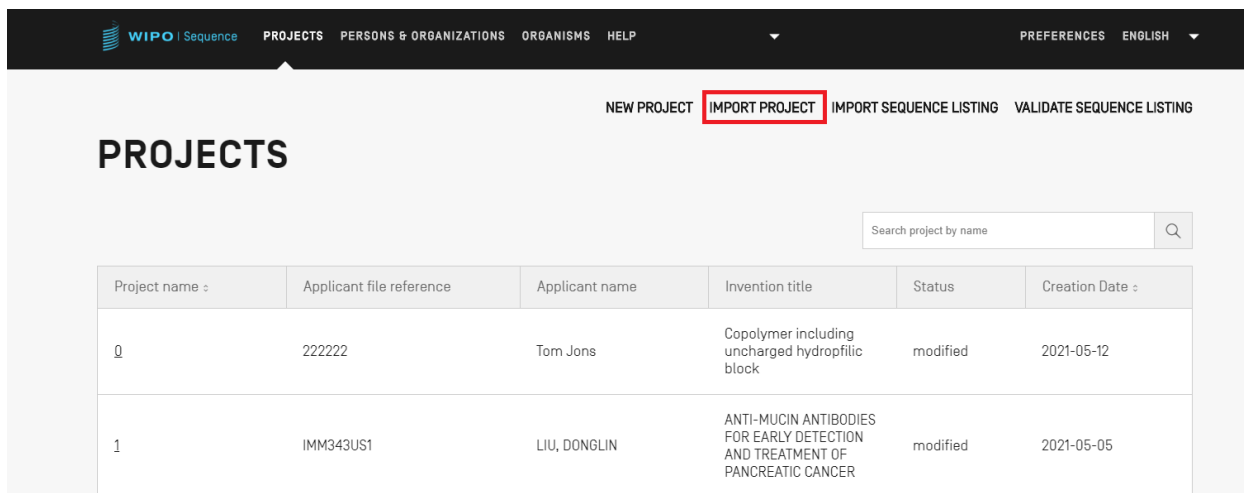 WIPO | Sequence PROJECTS PERSONS & ORGANIZATIONS ORGANISMS HELP PREFERENCES ENGLISH
NEW PROJECT IMPORT PROJECT IMPORT SEQUENCE LISTING VALIDATE SEQUENCE LISTING
PROJECTS
Search project by name
Project name Applicant file reference Applicant name Invention title Status Creation Date
0 222222 Tom Jons Copolymer including uncharged hydropfilic block modified 2021-05-12
1 IMM343US1 LIU, DONGLIN ANTI-MUCIN ANTIBODIES FOR EARLY DETECTION AND TREATMENT OF PANCREATIC CANCER modified 2021-05-05